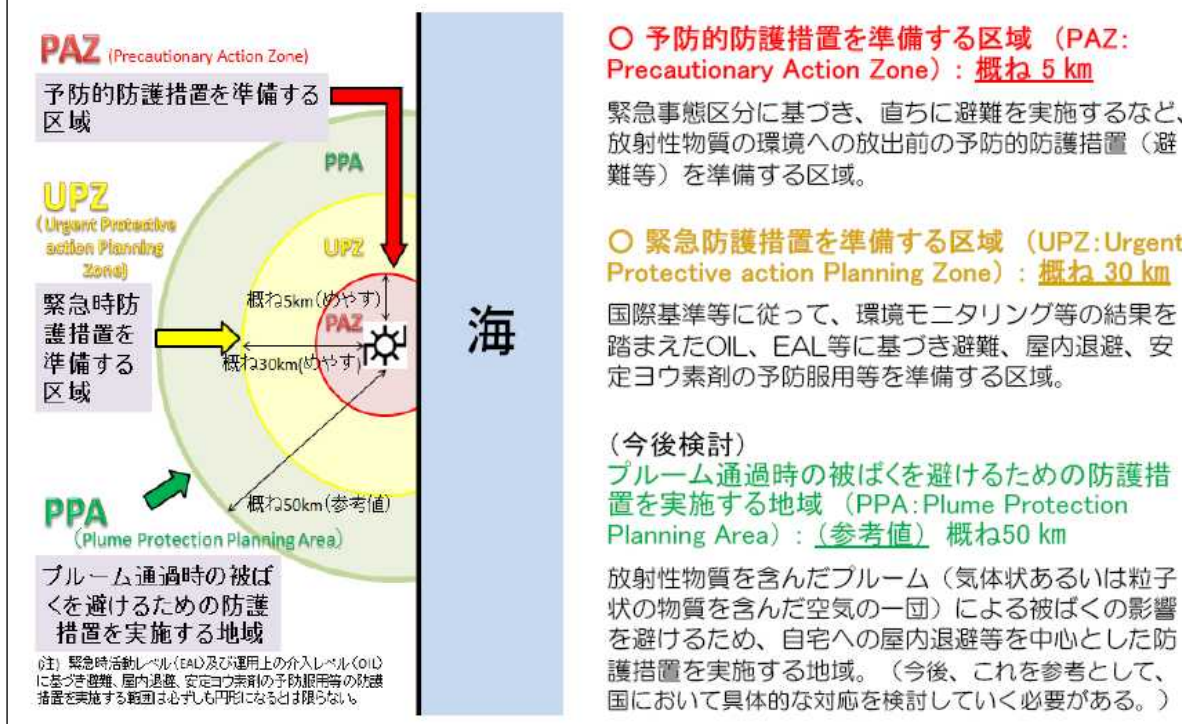 PAZ (Precautionary Action Zone)
予防的防護措置を準備する
区域
PPA
UPZ
(Urgent Protective
action Planning
Zone)
UPZ
緊急時防
護措置を
準備する
区域
概ね5km(めやす)
PAZ
概ね30km(めやす)
概ね50km(参考値)
海
PPA
(Plume Protection Planning Area)
プルーム通過時の被ば
くを避けるための防護
措置を実施する地域
(注) 緊急時活動レベル(EAL)及び運用上の介入レベル(OIL)
に基づき避難、屋内退避、安定ヨウ素剤の予防服用等の防護
措置を実施する範囲は必ずしも円形になるとは限らない。
○ 予防的防護措置を準備する区域 (PAZ:
Precautionary Action Zone) : 概ね 5 km
緊急事態区分に基づき、直ちに避難を実施するなど、
放射性物質の環境への放出前の予防的防護措置(避
難等)を準備する区域。
○ 緊急防護措置を準備する区域 (UPZ:Urgent
Protective action Planning Zone) : 概ね 30 km
国際基準等に従って、環境モニタリング等の結果を
踏まえたOIL、EAL等に基づき避難、屋内退避、安
定ヨウ素剤の予防服用等を準備する区域。
(今後検討)
プルーム通過時の被ばくを避けるための防護措
置を実施する地域 (PPA:Plume Protection
Planning Area) : (参考値) 概ね50 km
放射性物質を含んだプルーム(気体状あるいは粒子
状の物質を含んだ空気の一団)による被ばくの影響
を避けるため、自宅への屋内退避等を中心とした防
護措置を実施する地域。(今後、これを参考として、
国において具体的な対応を検討していく必要がある。)